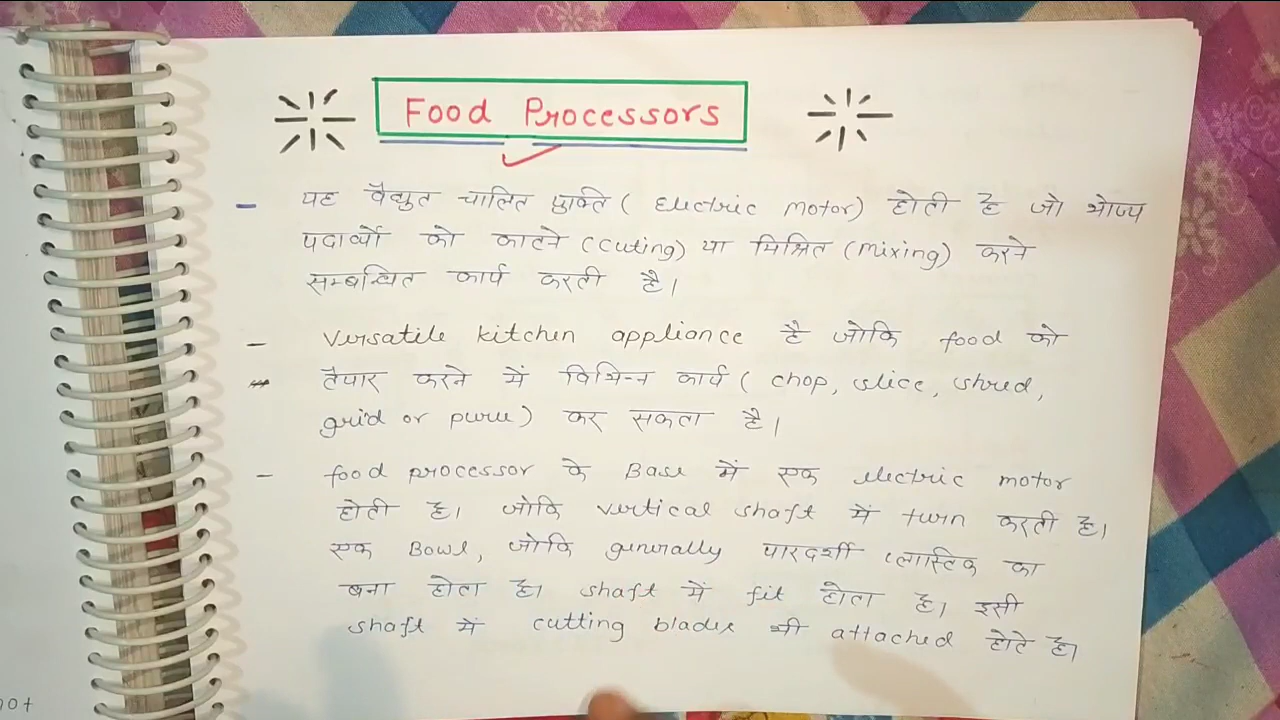 Food Processors
- यह वैद्युत चालित युक्ति ( Electric motor) होती है जो भोज्य
पदार्थों को काटने (Cuting) या मिश्रित (mixing) करने
सम्बन्धित कार्य करती है।
- Versatile kitchen appliance है जोकि food को
तैयार करने में विभिन्न कार्य ( chop, slice, shred,
grid or puree) कर सकता है।
- food processor के Base में एक electric motor
होती है। जोकि vertical shaft में turn करती है।
एक Bowl, जोकि generally पारदर्शी प्लास्टिक का
बना होता है। shaft में fit होता है। इसी
shaft में cutting blades भी attached होते है।
not